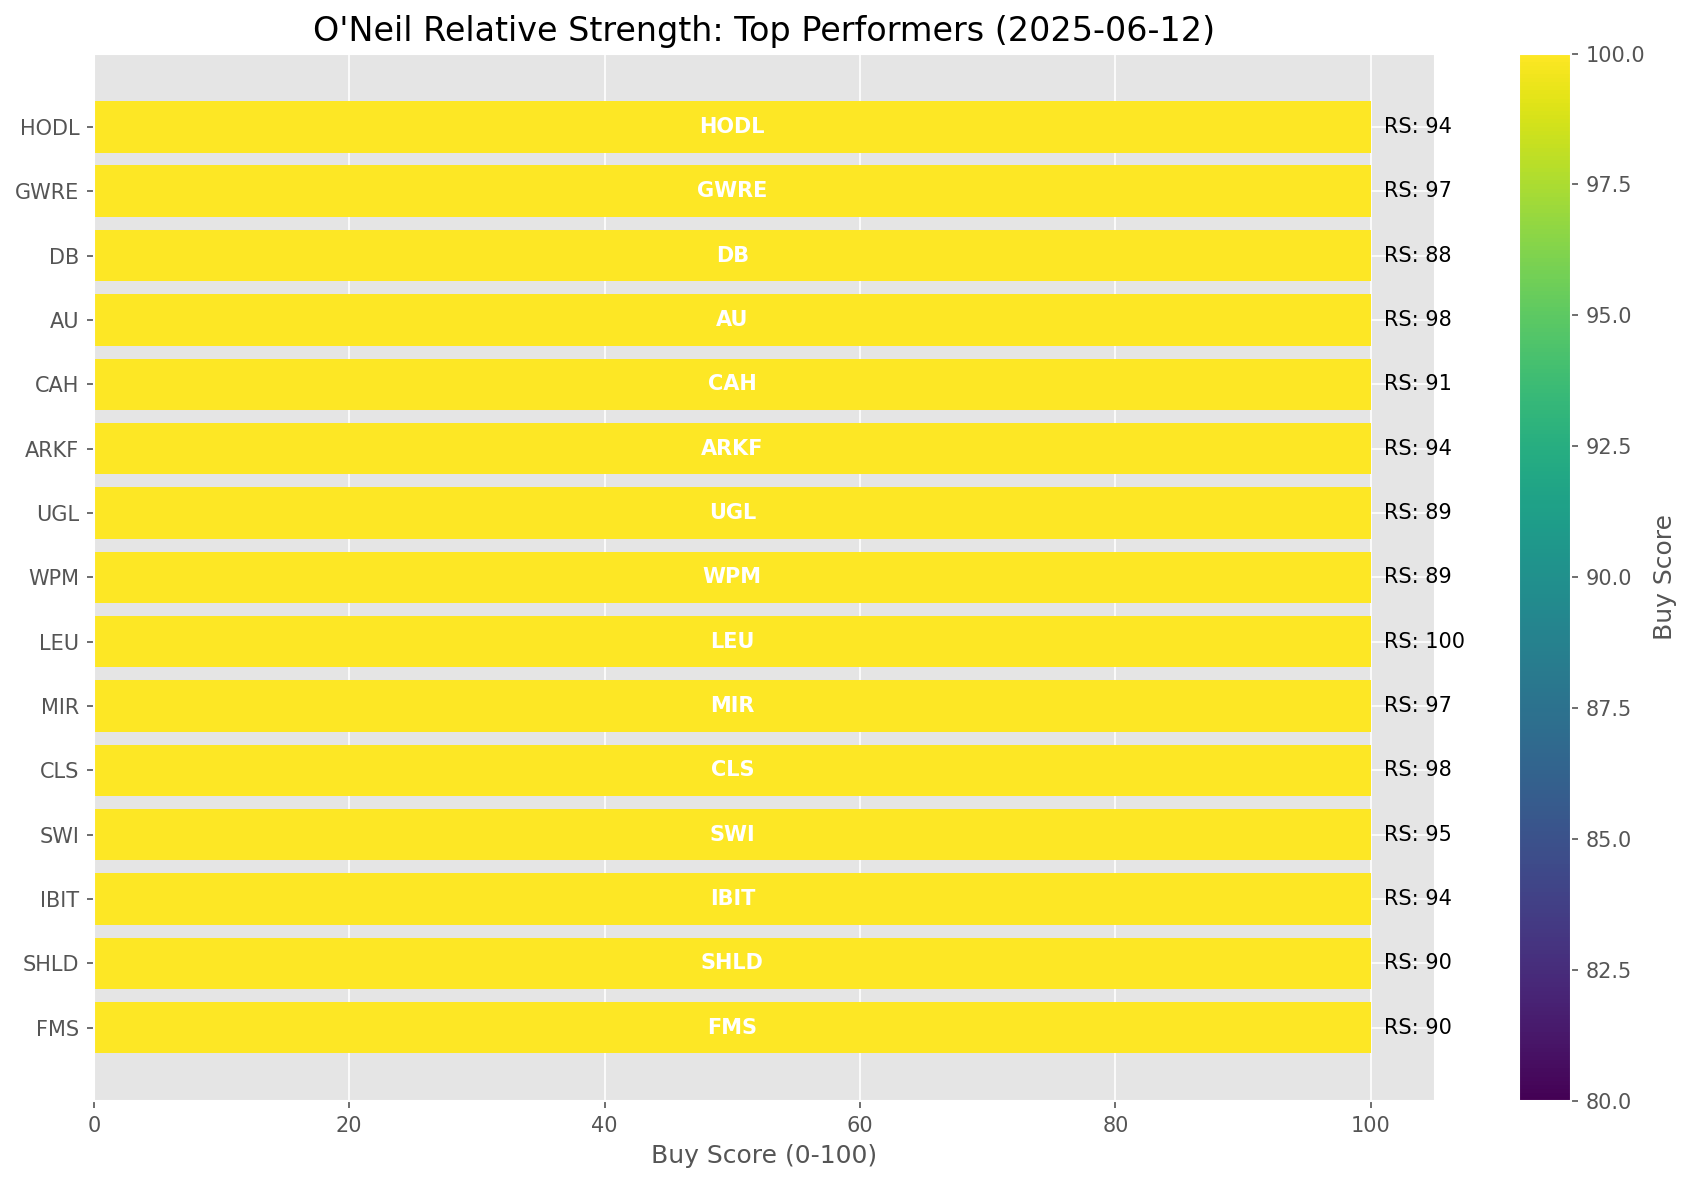 O'Neil Relative Strength: Top Performers (2025-06-12)
HODL HODL RS: 94
GWRE GWRE RS: 97
DB DB RS: 88
AU AU RS: 98
CAH CAH RS: 91
ARKF ARKF RS: 94
UGL UGL RS: 89
WPM WPM RS: 89
LEU LEU RS: 100
MIR MIR RS: 97
CLS CLS RS: 98
SWI SWI RS: 95
IBIT IBIT RS: 94
SHLD SHLD RS: 90
FMS FMS RS: 90
0 20 40 60 80 100
Buy Score (0-100)
100.0
97.5
95.0
92.5
90.0
87.5
85.0
82.5
80.0
Buy Score